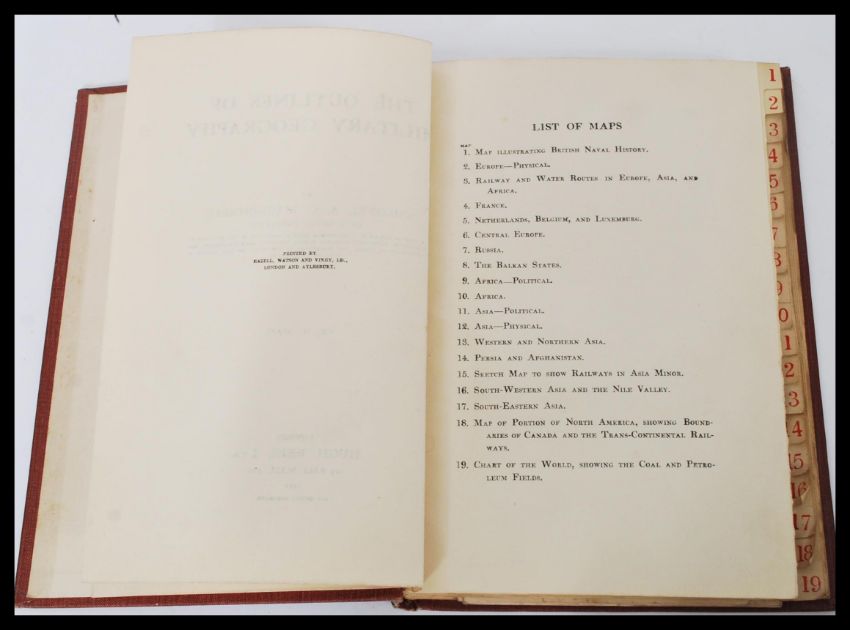 PRINTED BY
HAZELL, WATSON AND VINEY, LD.,
LONDON AND AYLESBURY.
LIST OF MAPS
MAP
1. Map illustrating British Naval History.
2. Europe—Physical.
3. Railway and Water Routes in Europe, Asia, and
Africa.
4. France.
5. Netherlands, Belgium, and Luxemburg.
6. Central Europe.
7. Russia.
8. The Balkan States.
9. Africa—Political.
10. Africa.
11. Asia—Political.
12. Asia—Physical.
13. Western and Northern Asia.
14. Persia and Afghanistan.
15. Sketch Map to show Railways in Asia Minor.
16. South-Western Asia and the Nile Valley.
17. South-Eastern Asia.
18. Map of Portion of North America, showing Bound-
aries of Canada and the Trans-Continental Rail-
ways.
19. Chart of the World, showing the Coal and Petro-
leum Fields.
1
2
3
4
5
6
7
8
9
0
1
2
13
14
15
16
17
18
19